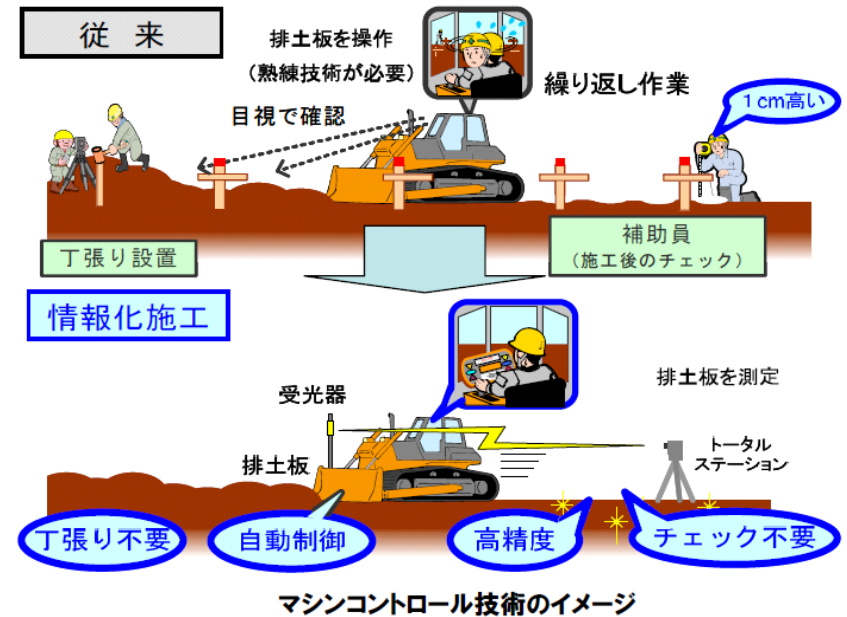 従 来
排土板を操作
（熟練技術が必要）
繰り返し作業
１cm高い
目視で確認
丁張り設置
補助員
（施工後のチェック）
情報化施工
排土板を測定
受光器
排土板
トータル
ステーション
丁張り不要
自動制御
高精度
チェック不要
マシンコントロール技術のイメージ